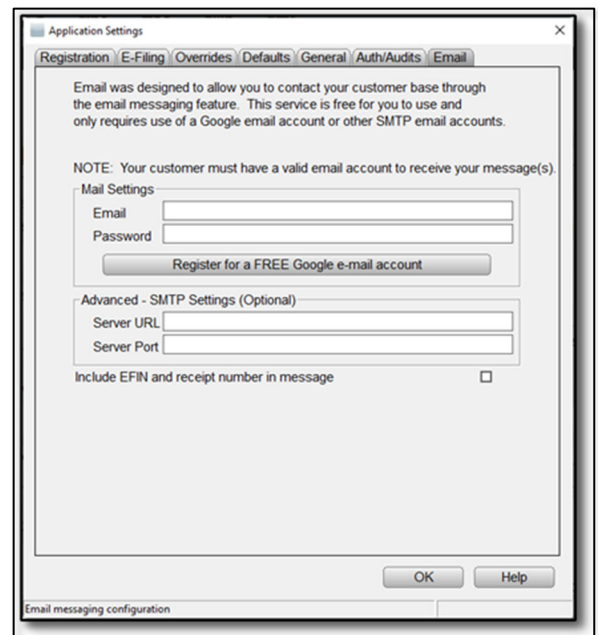 Application Settings
Registration E-Filing Overrides Defaults General Auth/Audits Email
Email was designed to allow you to contact your customer base through
the email messaging feature. This service is free for you to use and
only requires use of a Google email account or other SMTP email accounts.
NOTE: Your customer must have a valid email account to receive your message(s).
Mail Settings
Email
Password
Register for a FREE Google e-mail account
Advanced - SMTP Settings (Optional)
Server URL
Server Port
Include EFIN and receipt number in message
OK Help
Email messaging configuration